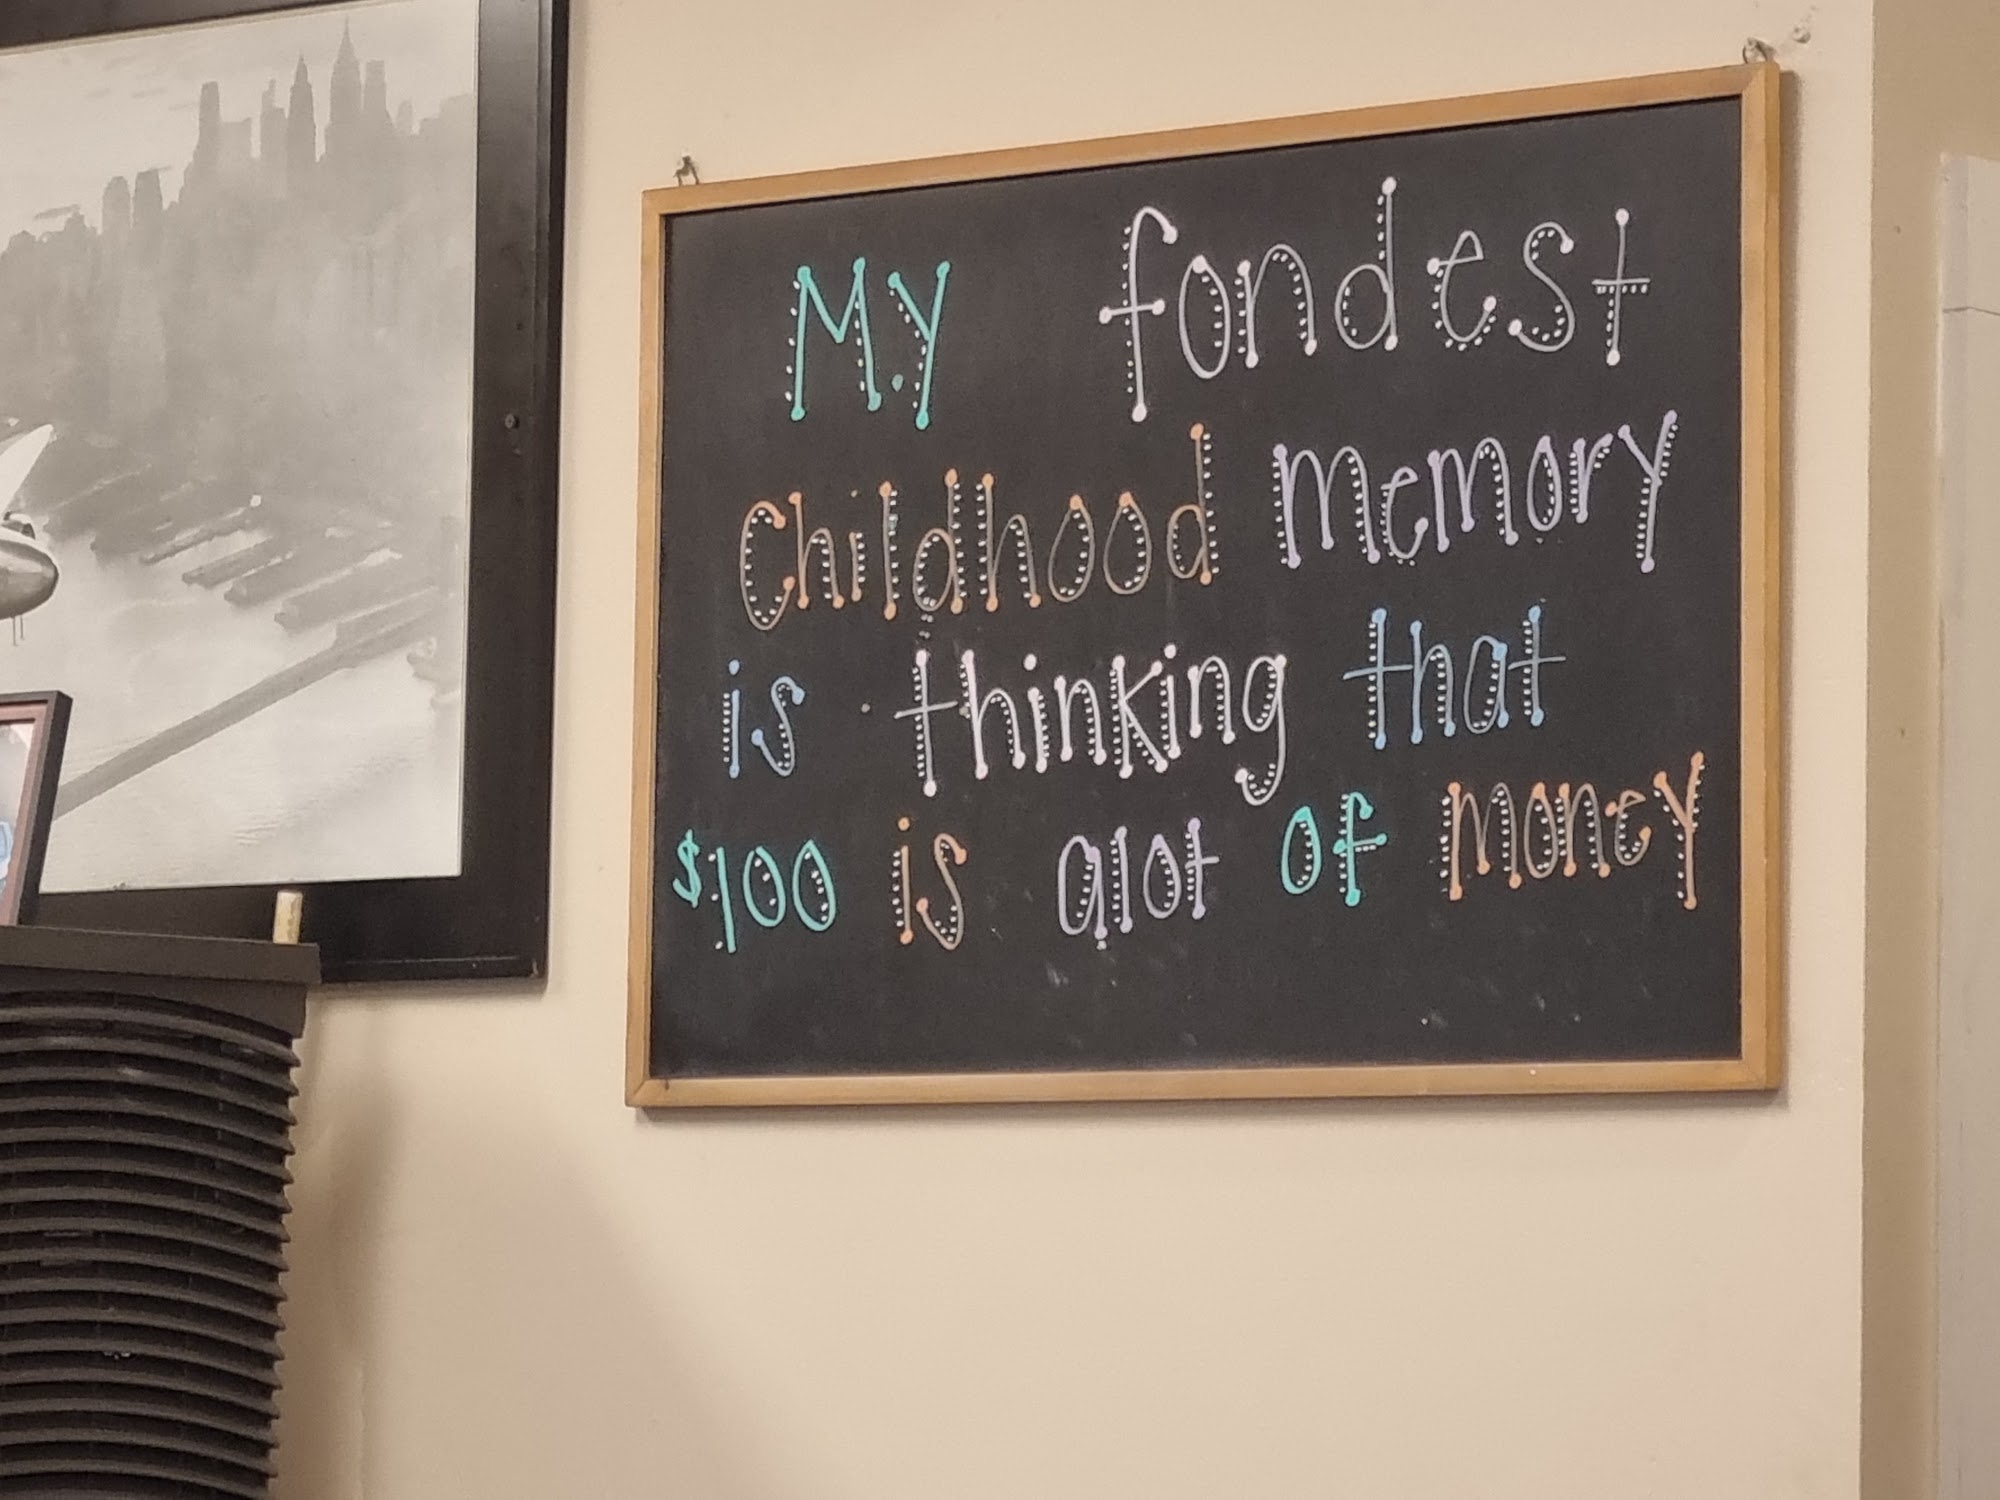 My fondest
Childhood memory
is thinking that
$100 is alot of money